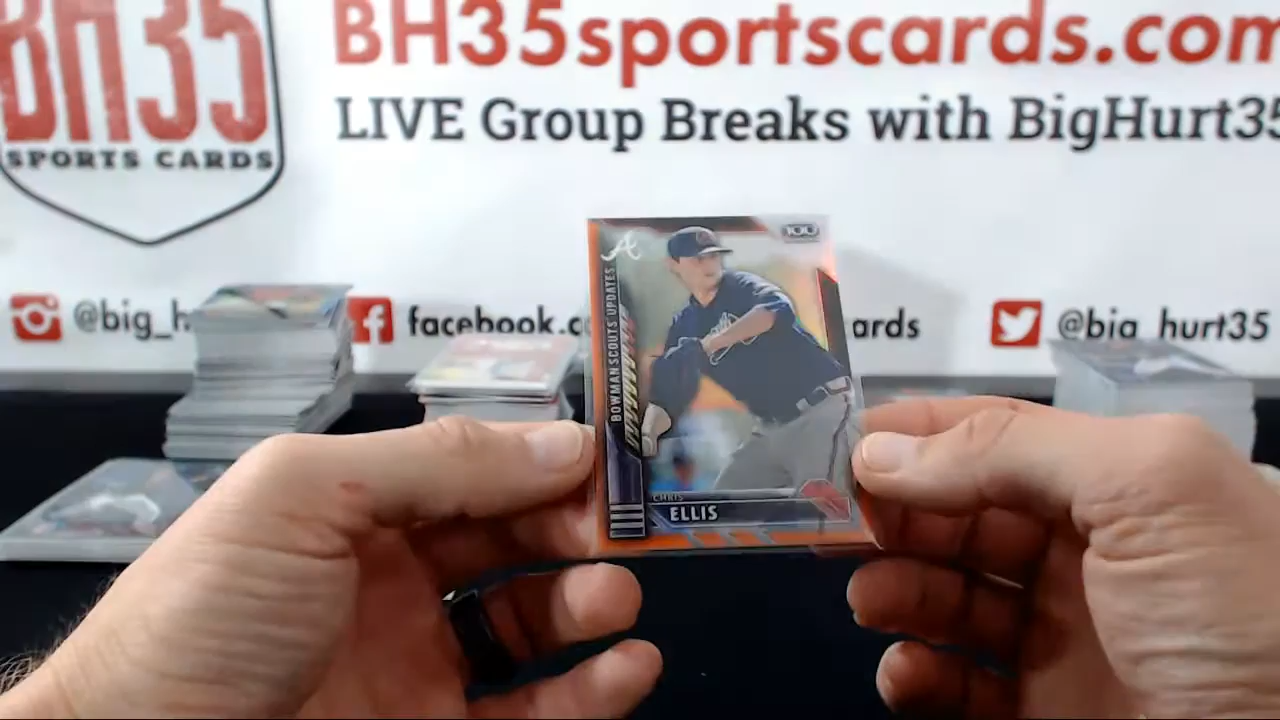 BH35
SPORTS CARDS
BH35sportscards.com
LIVE Group Breaks with BigHurt35
@big_h
facebook.c
ards
@big_hurt35
A
100
BOWMAN SCOUTS UPDATES
CHRIS
ELLIS